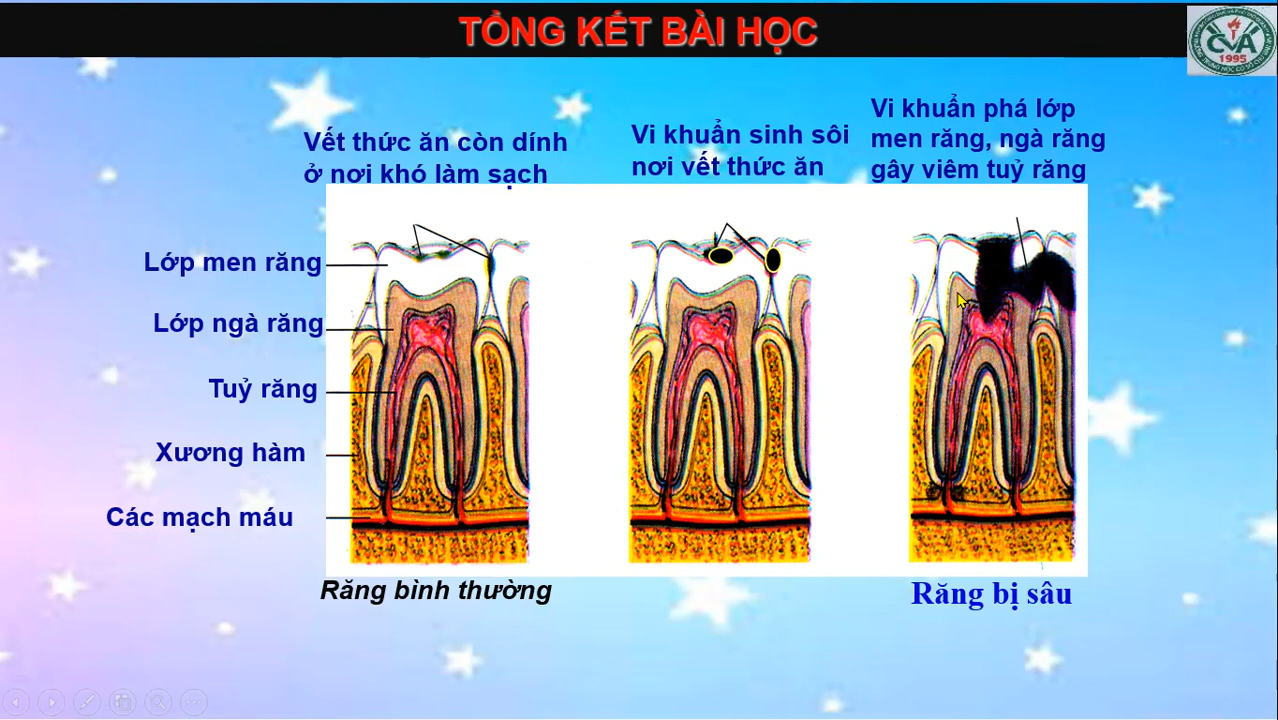 TỔNG KẾT BÀI HỌC
CVA
1995
Vết thức ăn còn dính
ở nơi khó làm sạch
Vi khuẩn sinh sôi
nơi vết thức ăn
Vi khuẩn phá lớp
men răng, ngà răng
gây viêm tuỷ răng
Lớp men răng
Lớp ngà răng
Tuỷ răng
Xương hàm
Các mạch máu
Răng bình thường
Răng bị sâu